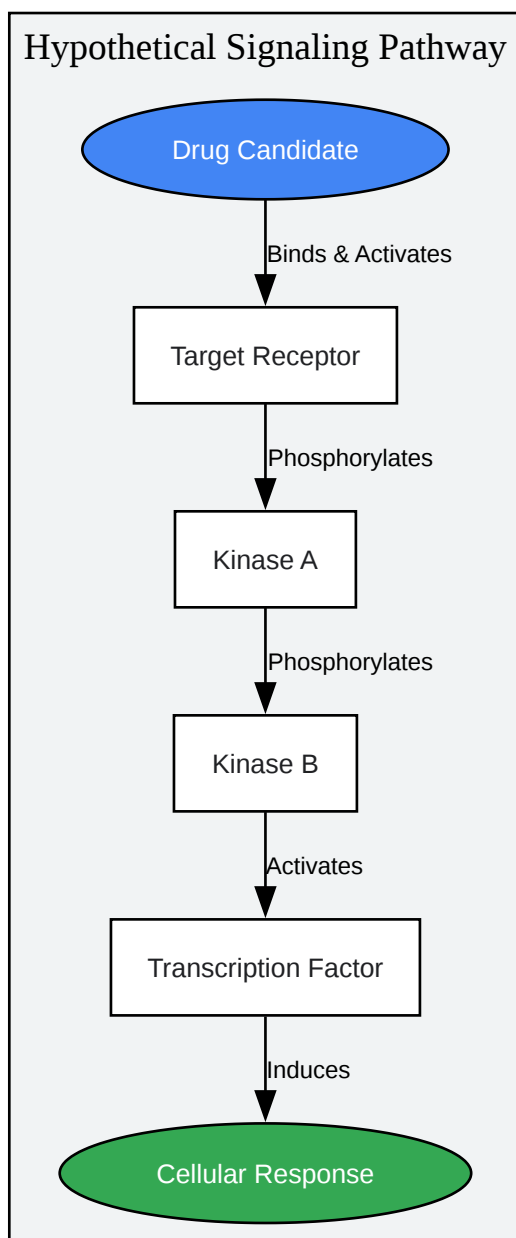 Hypothetical Signaling Pathway
Drug Candidate
Binds & Activates
Target Receptor
Phosphorylates
Kinase A
Phosphorylates
Kinase B
Activates
Transcription Factor
Induces
Cellular Response